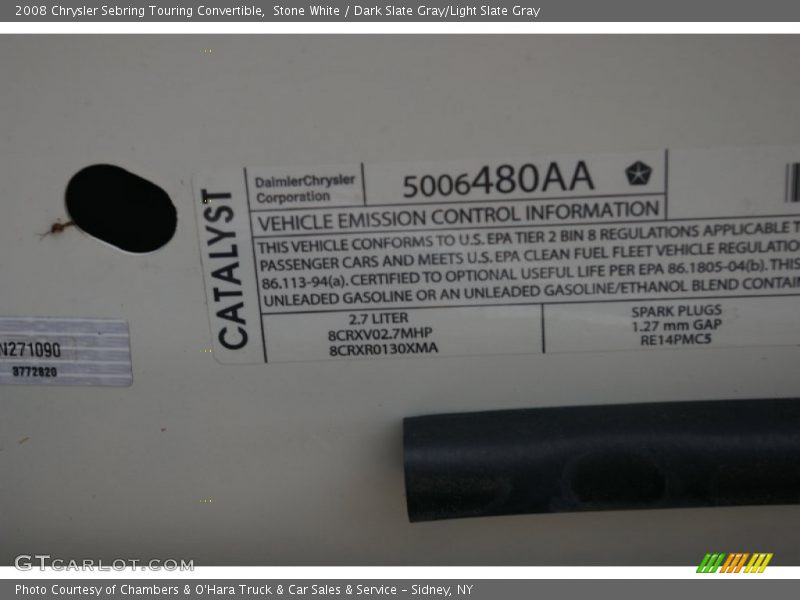 2008 Chrysler Sebring Touring Convertible, Stone White / Dark Slate Gray/Light Slate Gray
CATALYST
DaimlerChrysler
Corporation
5006480AA
VEHICLE EMISSION CONTROL INFORMATION
THIS VEHICLE CONFORMS TO U.S. EPA TIER 2 BIN 8 REGULATIONS APPLICABLE
PASSENGER CARS AND MEETS U.S. EPA CLEAN FUEL FLEET VEHICLE
86.113-94(a). CERTIFIED TO OPTIONAL USEFUL LIFE PER EPA 86.1805-04(b). THIS
UNLEADED GASOLINE OR AN UNLEADED GASOLINE/ETHANOL BLEND
2.7 LITER
8CRXV02.7MHP
8CRXR0130XMA
SPARK PLUGS
1.27 mm GAP
RE14PMC5
N271090
3772820
GTCARLOT.COM
Photo Courtesy of Chambers & O'Hara Truck & Car Sales & Service - Sidney, NY